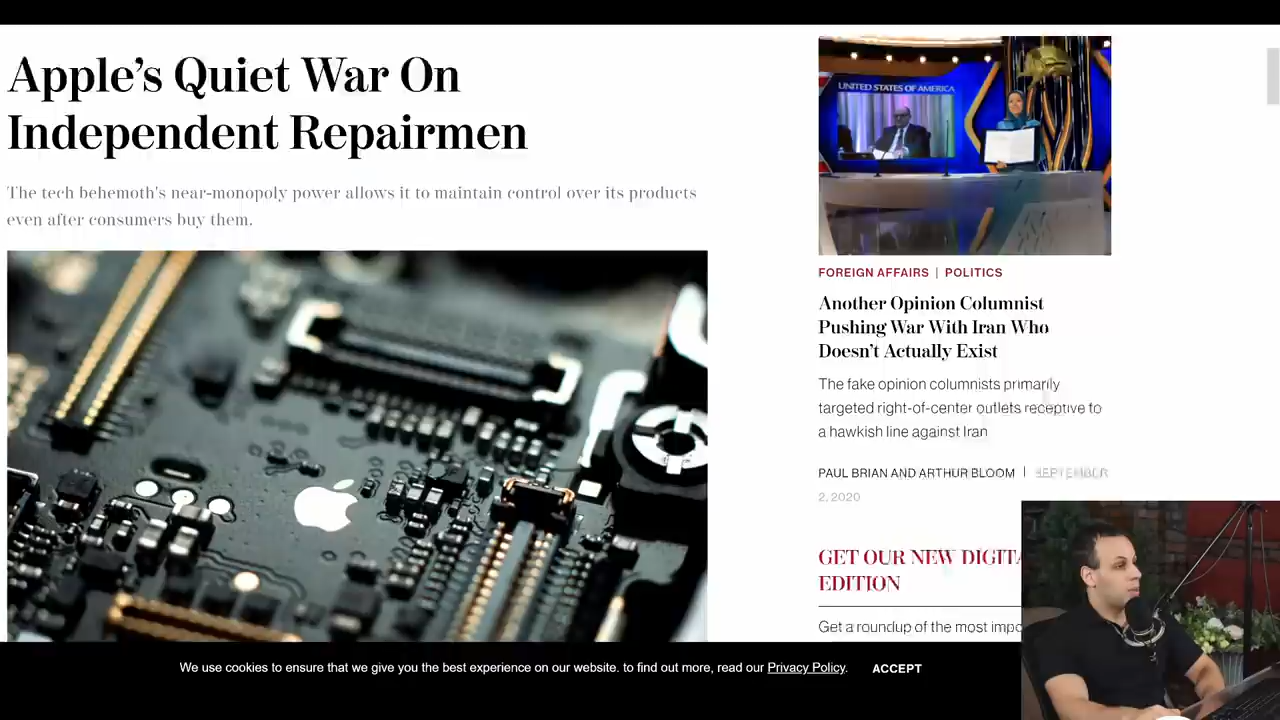 Apple’s Quiet War On
Independent Repairmen
The tech behemoth's near-monopoly power allows it to maintain control over its products
even after consumers buy them.
UNITED STATES OF AMERICA
FOREIGN AFFAIRS | POLITICS
Another Opinion Columnist
Pushing War With Iran Who
Doesn’t Actually Exist
The fake opinion columnists primarily
targeted right-of-center outlets receptive to
a hawkish line against Iran
PAUL BRIAN AND ARTHUR BLOOM | SEPTEMBER
2, 2020
GET OUR NEW
EDITION
Get a roundup of the most
We use cookies to ensure that we give you the best experience on our website. to find out more, read our Privacy Policy. ACCEPT